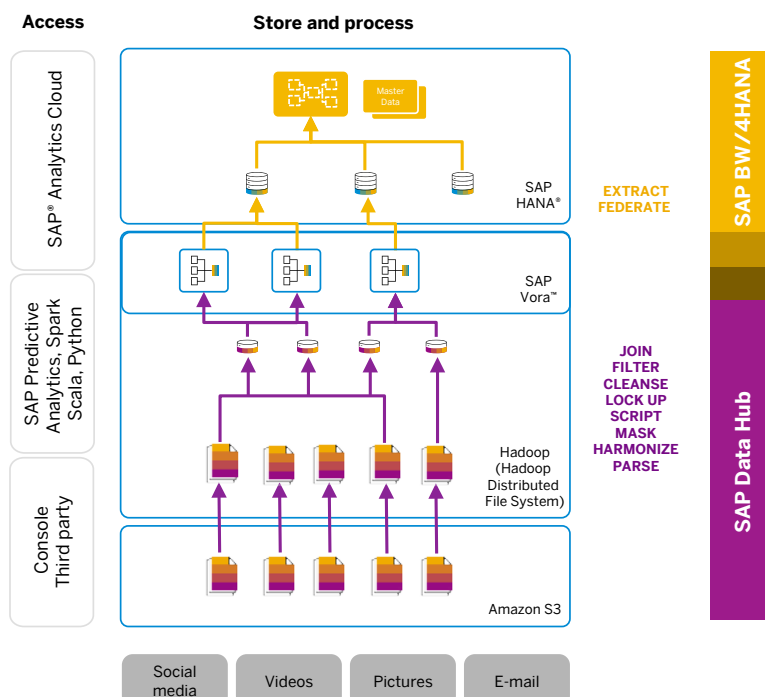 Access
Store and process
SAP® Analytics Cloud
SAP Predictive
Analytics, Spark
Scala, Python
Console
Third party
Master
Data
SAP
HANA®
SAP
Vora™
Hadoop
(Hadoop
Distributed
File System)
Amazon S3
EXTRACT
FEDERATE
JOIN
FILTER
CLEANSE
LOCK UP
SCRIPT
MASK
HARMONIZE
PARSE
SAP BW/4HANA
SAP Data Hub
Social
media
Videos
Pictures
E-mail